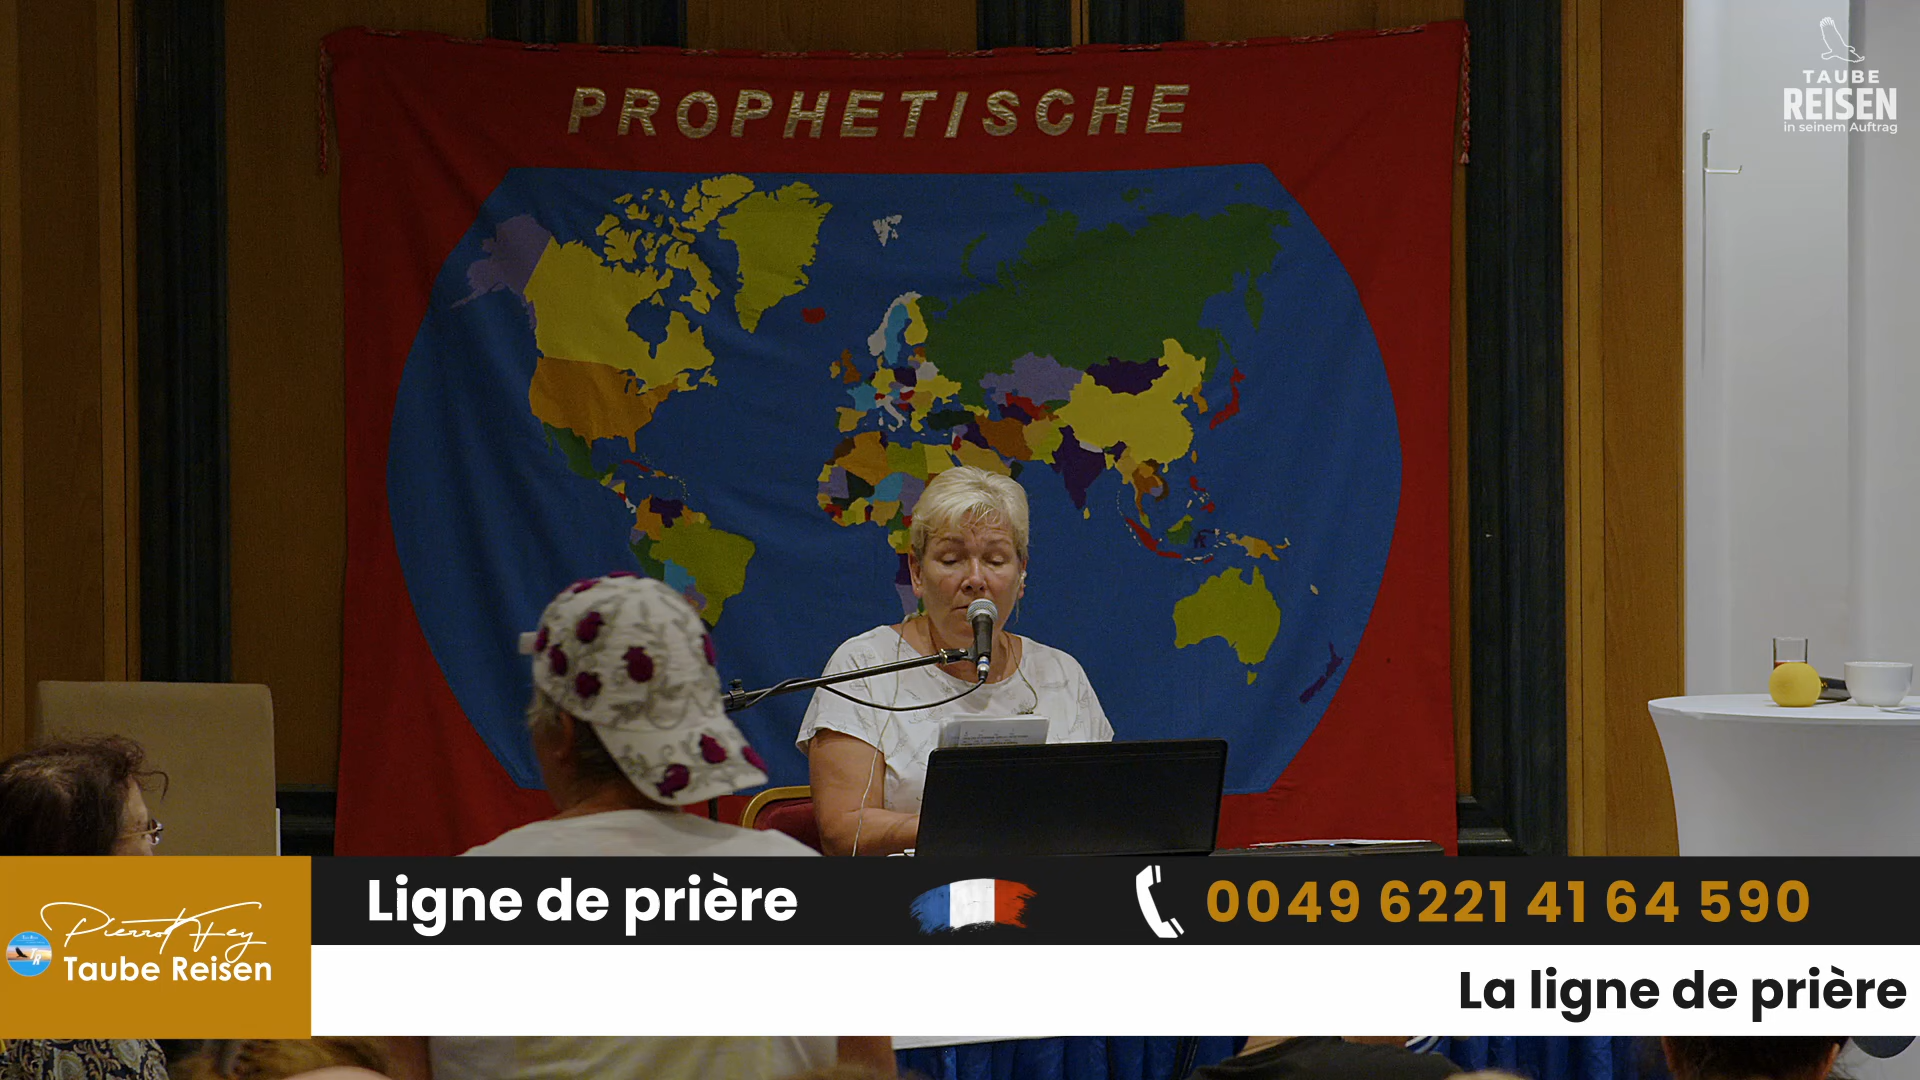 PROPHETISCHE
TAUBE
REISEN
in seinem Auftrag
Pierrot Fey
Taube Reisen
Ligne de prière
0049 6221 41 64 590
La ligne de prière